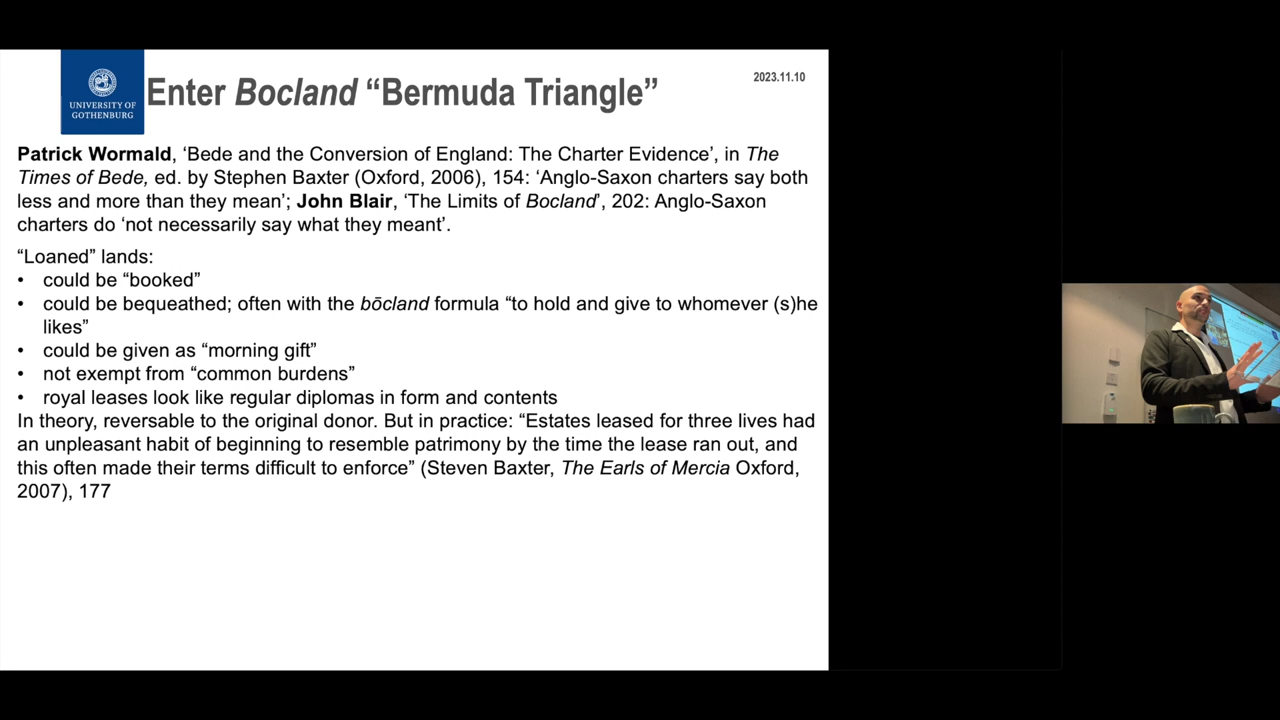 UNIVERSITY OF
GOTHENBURG
Enter Bocland “Bermuda Triangle”
2023.11.10
Patrick Wormald, ‘Bede and the Conversion of England: The Charter Evidence’, in The
Times of Bede, ed. by Stephen Baxter (Oxford, 2006), 154: ‘Anglo-Saxon charters say both
less and more than they mean’; John Blair, ‘The Limits of Bocland’, 202: Anglo-Saxon
charters do ‘not necessarily say what they meant’.
“Loaned” lands:
• could be “booked”
• could be bequeathed; often with the bōcland formula “to hold and give to whomever (s)he
likes”
• could be given as “morning gift”
• not exempt from “common burdens”
• royal leases look like regular diplomas in form and contents
In theory, reversable to the original donor. But in practice: “Estates leased for three lives had
an unpleasant habit of beginning to resemble patrimony by the time the lease ran out, and
this often made their terms difficult to enforce” (Steven Baxter, The Earls of Mercia Oxford,
2007), 177